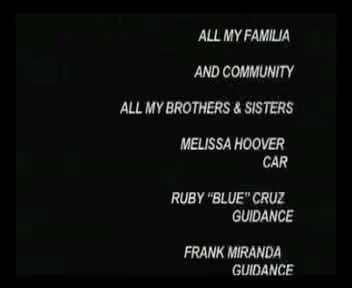 ALL MY FAMILIA
AND COMMUNITY
ALL MY BROTHERS & SISTERS
MELISSA HOOVER
CAR
RUBY “BLUE” CRUZ
GUIDANCE
FRANK MIRANDA
GUIDANCE